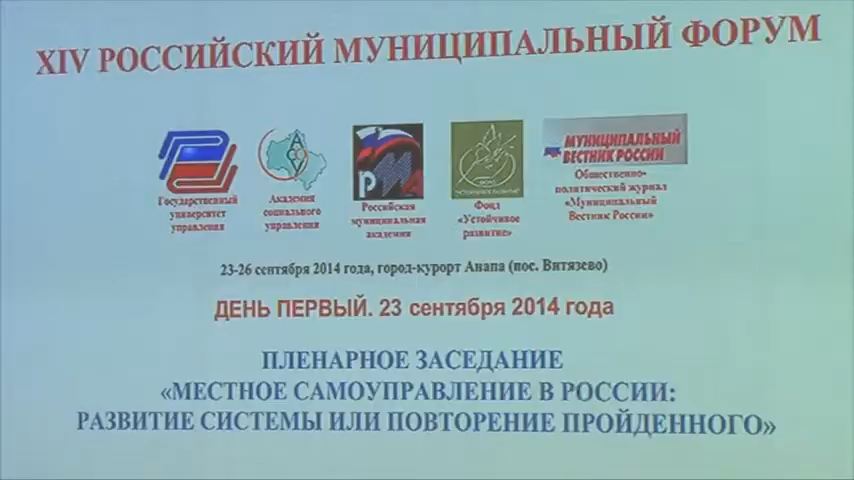 XIV РОССИЙСКИЙ МУНИЦИПАЛЬНЫЙ ФОРУМ
Государственный
университет
управления
АСУ
Академия
социального
управления
РМА
Российская
муниципальная
академия
Фонд
«Устойчивое
развитие»
МУНИЦИПАЛЬНЫЙ
ВЕСТНИК РОССИИ
Общественно-
политический журнал
«Муниципальный
Вестник России»
23-26 сентября 2014 года, город-курорт Анапа (пос. Витязево)
ДЕНЬ ПЕРВЫЙ. 23 сентября 2014 года
ПЛЕНАРНОЕ ЗАСЕДАНИЕ
«МЕСТНОЕ САМОУПРАВЛЕНИЕ В РОССИИ:
РАЗВИТИЕ СИСТЕМЫ ИЛИ ПОВТОРЕНИЕ ПРОЙДЕННОГО»